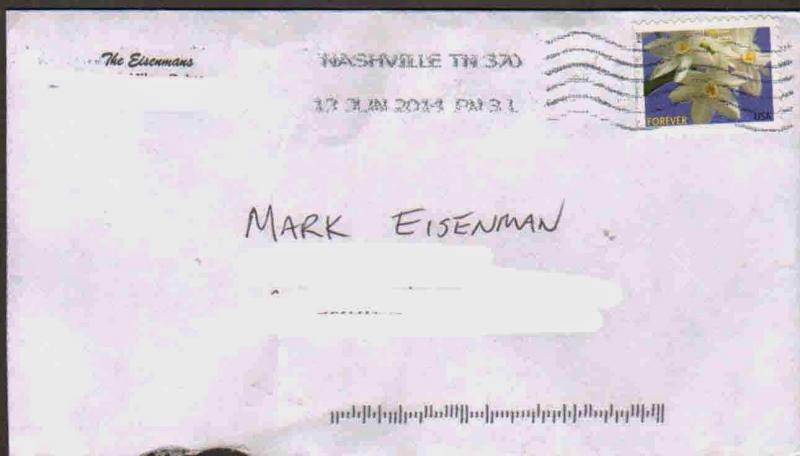 The Eisenmans
NASHVILLE TN 370
17 JUN 2014 PM 3 L
FOREVER
USA
MARK EISENMAN